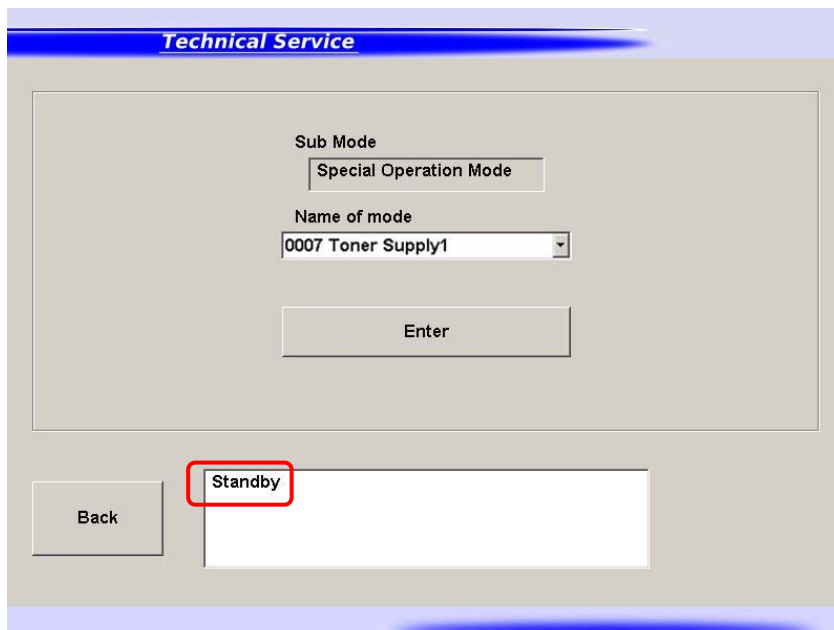 Technical Service
Sub Mode
Special Operation Mode
Name of mode
0007 Toner Supply1
Enter
Standby
Back